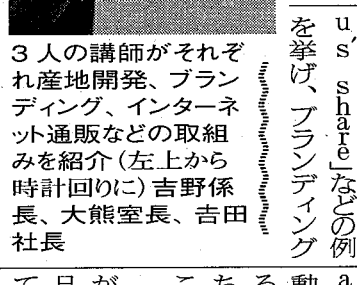 u's share」などの例
を挙げ、ブランディング
3人の講師がそれぞ
れ産地開発、ブラン
ディング、インターネ
ット通販などの取組
みを紹介（左上から
時計回りに）吉野係
長、大熊室長、吉田
社長